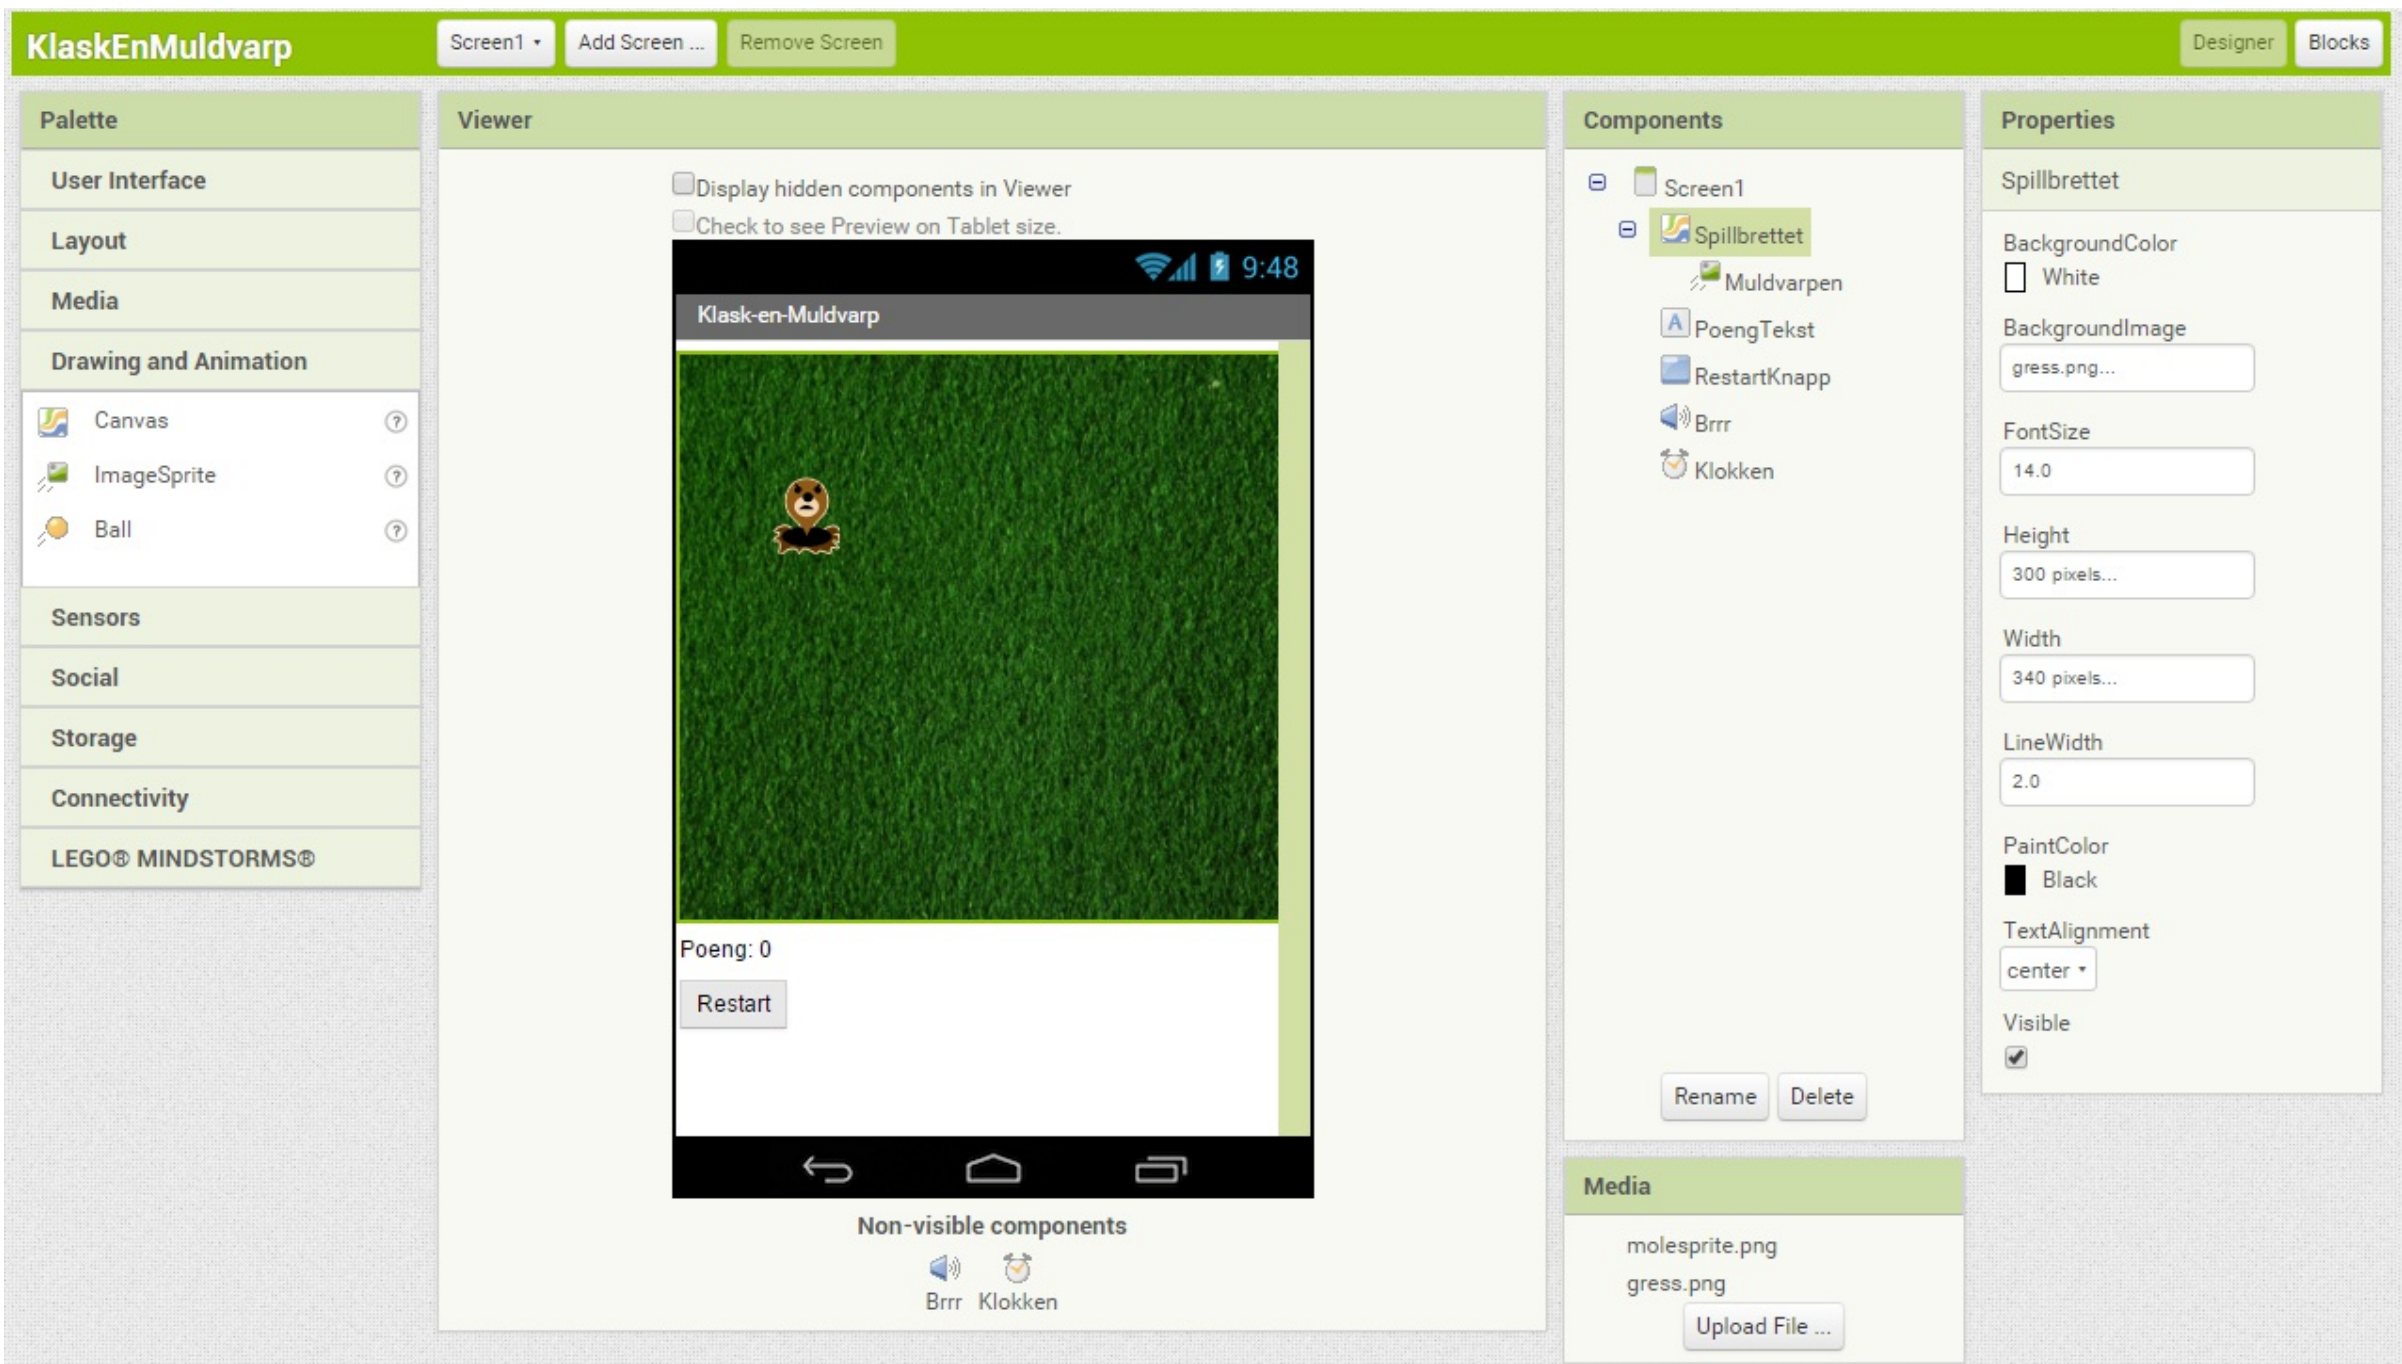 KlaskEnMuldvarp
Screen1
Add Screen ...
Remove Screen
Designer
Blocks
Palette
User Interface
Layout
Media
Drawing and Animation
Canvas
?
ImageSprite
?
Ball
?
Sensors
Social
Storage
Connectivity
LEGO® MINDSTORMS®
Viewer
Display hidden components in Viewer
Check to see Preview on Tablet size.
9:48
Klask-en-Muldvarp
Poeng: 0
Restart
Non-visible components
Brrr
Klokken
Components
Screen1
Spillbrettet
Muldvarpen
A PoengTekst
RestartKnapp
Brrr
Klokken
Rename
Delete
Media
molesprite.png
gress.png
Upload File ...
Properties
Spillbrettet
BackgroundColor
White
BackgroundImage
gress.png...
FontSize
14.0
Height
300 pixels...
Width
340 pixels...
LineWidth
2.0
PaintColor
Black
TextAlignment
center
Visible